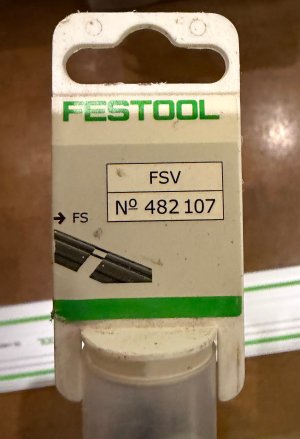 FESTOOL
FSV
Nº 482 107
→ FS